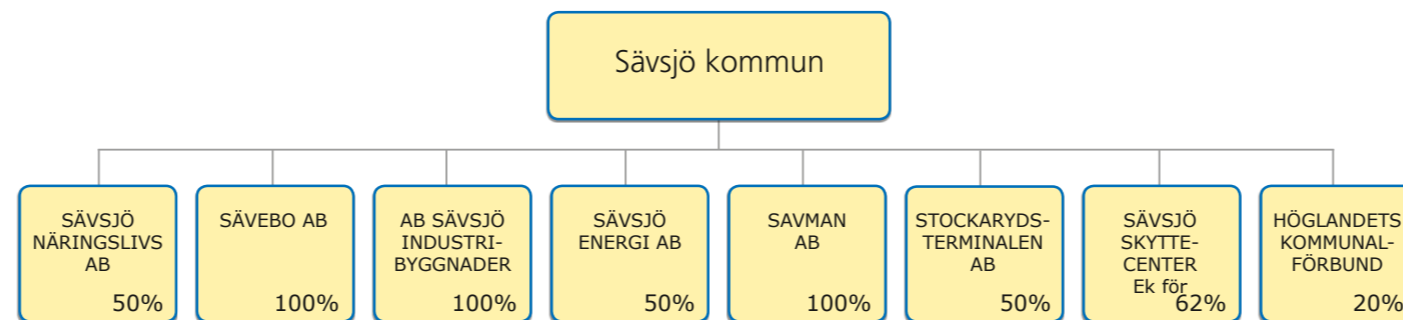 Sävsjö kommun
SÄVSJÖ
NÄRINGSLIVS
AB
50%
SÄVEBO AB
100%
AB SÄVSJÖ
INDUSTRI-
BYGGNADER
100%
SÄVSJÖ
ENERGI AB
50%
SAVMAN
AB
100%
STOCKARYDS-
TERMINALEN
AB
50%
SÄVSJÖ
SKYTTE-
CENTER
Ek för
62%
HÖGLANDETS
KOMMUNAL-
FÖRBUND
20%